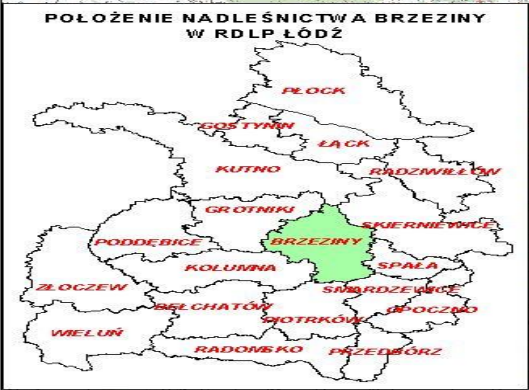 POŁOŻENIE NADLEŚNICTWA BRZEZINY
W RDLP ŁÓDŹ
PŁOCK
GOSTYNIN
ŁĄCK
KUTNO
RADZIWIŁŁÓW
GROTNIKI
SKIERNIEWICE
PODDĘBICE
BRZEZINY
KOLUMNA
SPAŁA
ZŁOCZEW
SMARDZEWICE
BEŁCHATÓW
OPOCZNO
PIOTRKÓW
WIELUŃ
RADOMSKO
PRZEDBÓRZ